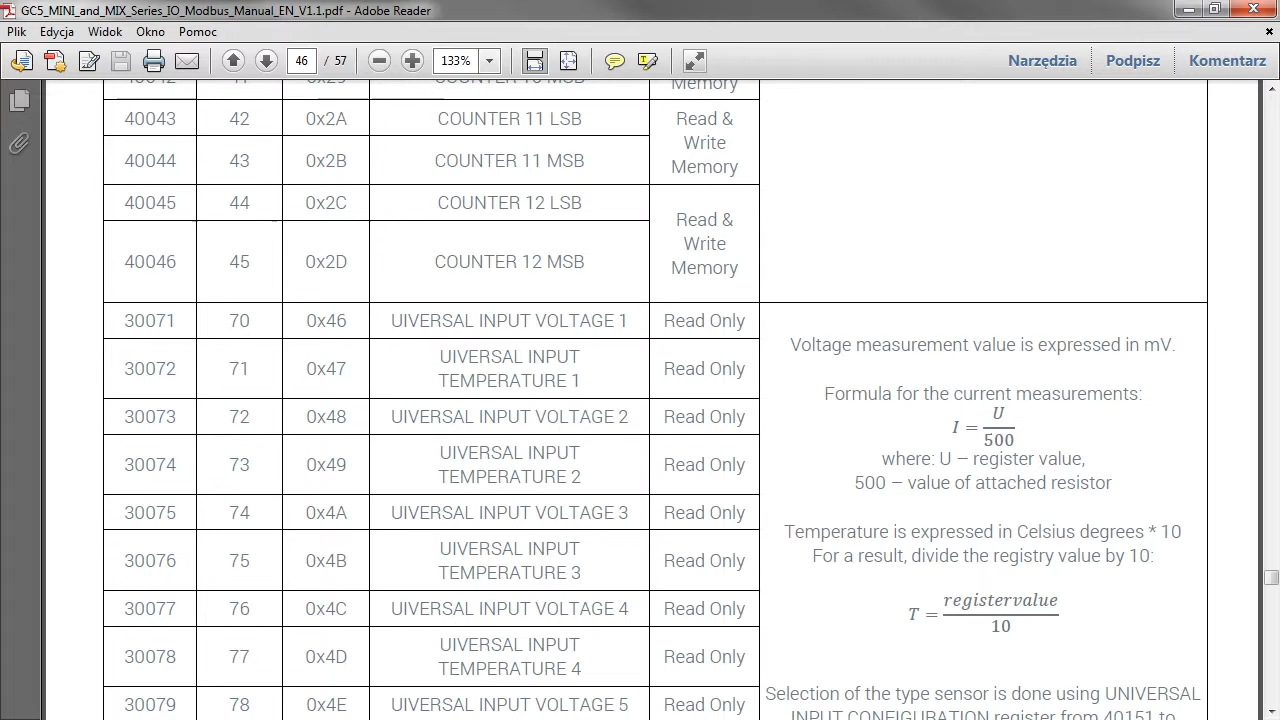 GC5_MINI_and_MIX_Series_IO_Modbus_Manual_EN_V1.1.pdf - Adobe Reader
Plik Edycja Widok Okno Pomoc
46 / 57 133% Narzędzia Podpisz Komentarz
Memory
40043 42 0x2A COUNTER 11 LSB Read &
Write
40044 43 0x2B COUNTER 11 MSB Memory
40045 44 0x2C COUNTER 12 LSB Read &
Write
40046 45 0x2D COUNTER 12 MSB Memory
30071 70 0x46 UIVERSAL INPUT VOLTAGE 1 Read Only
30072 71 0x47 UIVERSAL INPUT
TEMPERATURE 1 Read Only
30073 72 0x48 UIVERSAL INPUT VOLTAGE 2 Read Only
30074 73 0x49 UIVERSAL INPUT
TEMPERATURE 2 Read Only
30075 74 0x4A UIVERSAL INPUT VOLTAGE 3 Read Only
30076 75 0x4B UIVERSAL INPUT
TEMPERATURE 3 Read Only
30077 76 0x4C UIVERSAL INPUT VOLTAGE 4 Read Only
30078 77 0x4D UIVERSAL INPUT
TEMPERATURE 4 Read Only
30079 78 0x4E UIVERSAL INPUT VOLTAGE 5 Read Only
Voltage measurement value is expressed in mV.
Formula for the current measurements:
I = U / 500
where: U – register value,
500 – value of attached resistor
Temperature is expressed in Celsius degrees * 10
For a result, divide the registry value by 10:
T = registervalue / 10
Selection of the type sensor is done using UNIVERSAL
INPUT CONFIGURATION register from 40151 to